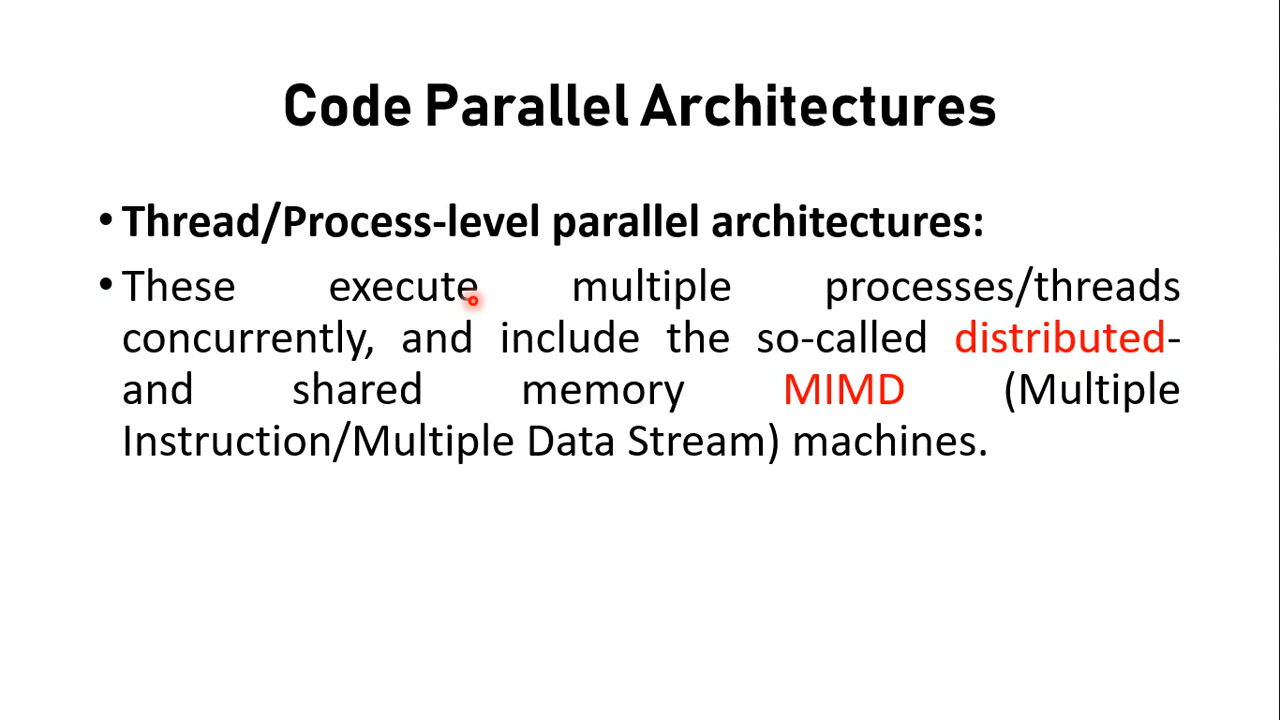 Code Parallel Architectures
• Thread/Process-level parallel architectures:
• These execute multiple processes/threads
concurrently, and include the so-called distributed-
and shared memory MIMD (Multiple
Instruction/Multiple Data Stream) machines.